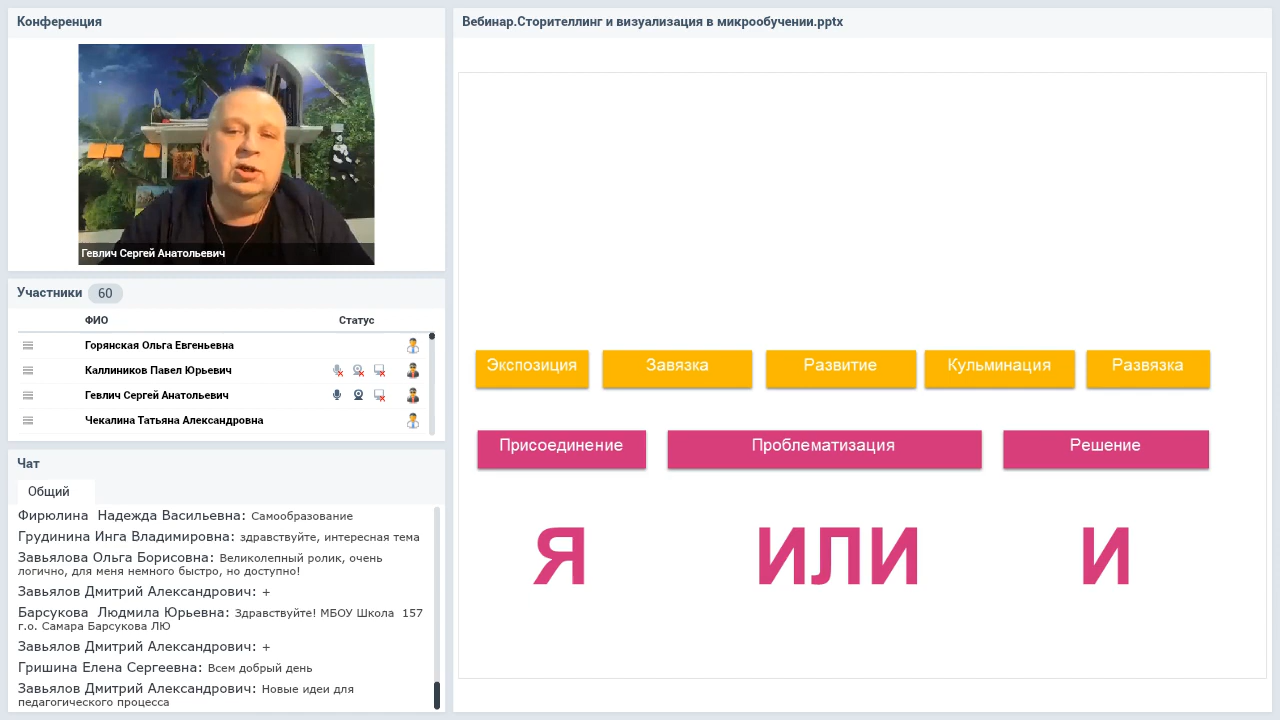 Конференция
Гевлич Сергей Анатольевич
Участники 60
ФИО Статус
Горянская Ольга Евгеньевна
Каллиников Павел Юрьевич
Гевлич Сергей Анатольевич
Чекалина Татьяна Александровна
Чат
Общий
Фирюлина  Надежда Васильевна: Самообразование
Грудинина Инга Владимировна: здравствуйте, интересная тема
Завьялова Ольга Борисовна: Великолепный ролик, очень
логично, для меня немного быстро, но доступно!
Завьялов Дмитрий Александрович: +
Барсукова  Людмила Юрьевна: Здравствуйте! МБОУ Школа  157
г.о. Самара Барсукова ЛЮ
Завьялов Дмитрий Александрович: +
Гришина Елена Сергеевна: Всем добрый день
Завьялов Дмитрий Александрович: Новые идеи для
педагогического процесса
Вебинар.Сторителлинг и визуализация в микрообучении.pptx
Экспозиция Завязка Развитие Кульминация Развязка
Присоединение Проблематизация Решение
Я ИЛИ И